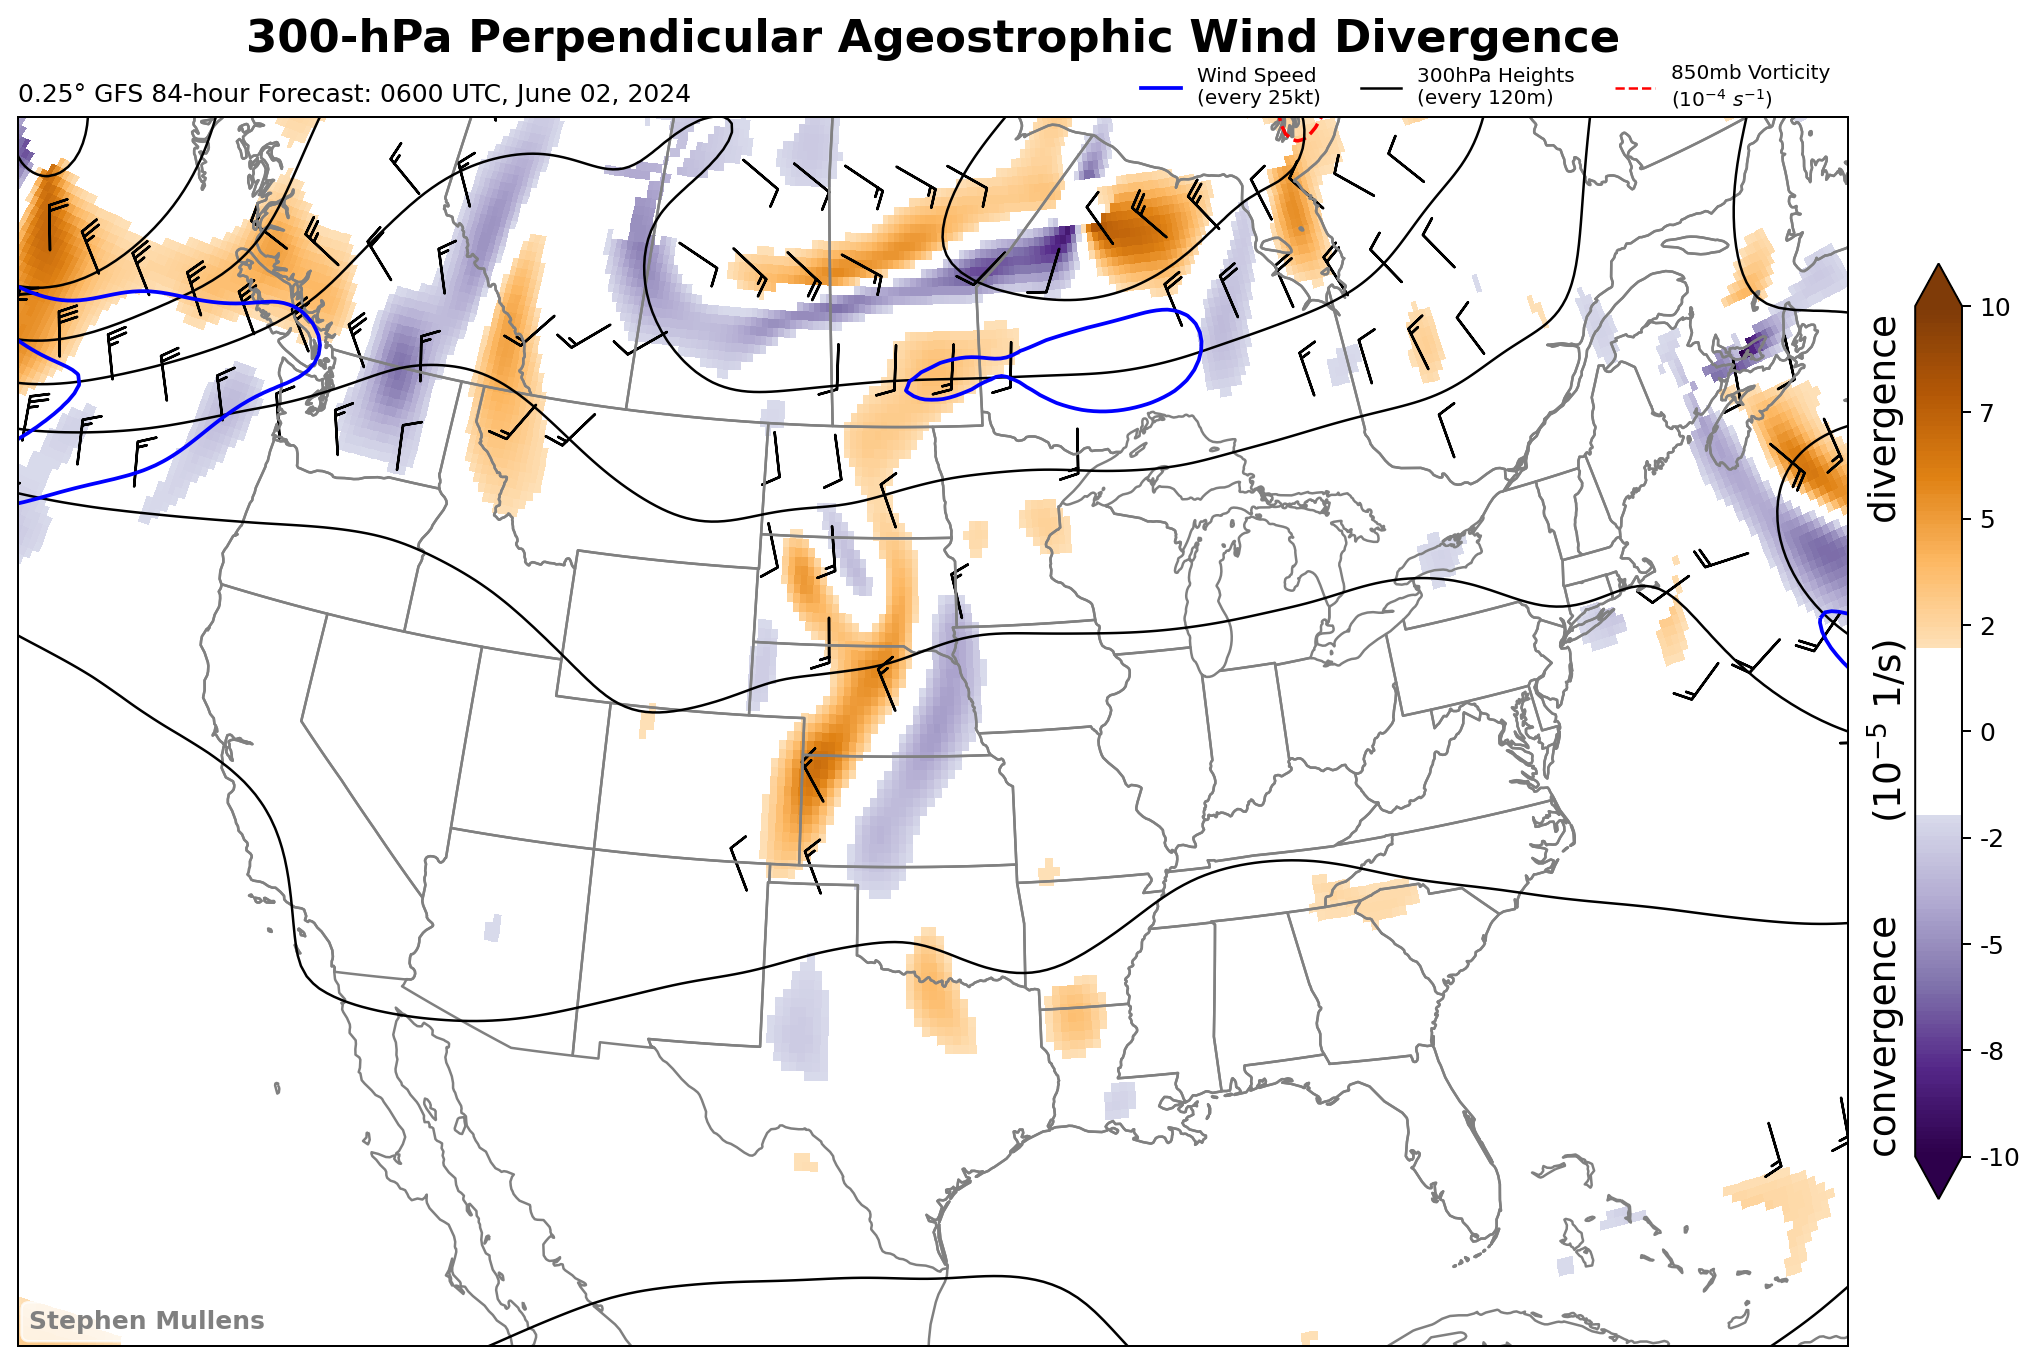 300-hPa Perpendicular Ageostrophic Wind Divergence
0.25° GFS 84-hour Forecast: 0600 UTC, June 02, 2024
Wind Speed
(every 25kt)
300hPa Heights
(every 120m)
850mb Vorticity
(10⁻⁴ s⁻¹)
10
7
5
2
0
-2
-5
-8
-10
convergence (10⁻⁵ 1/s) divergence
Stephen Mullens